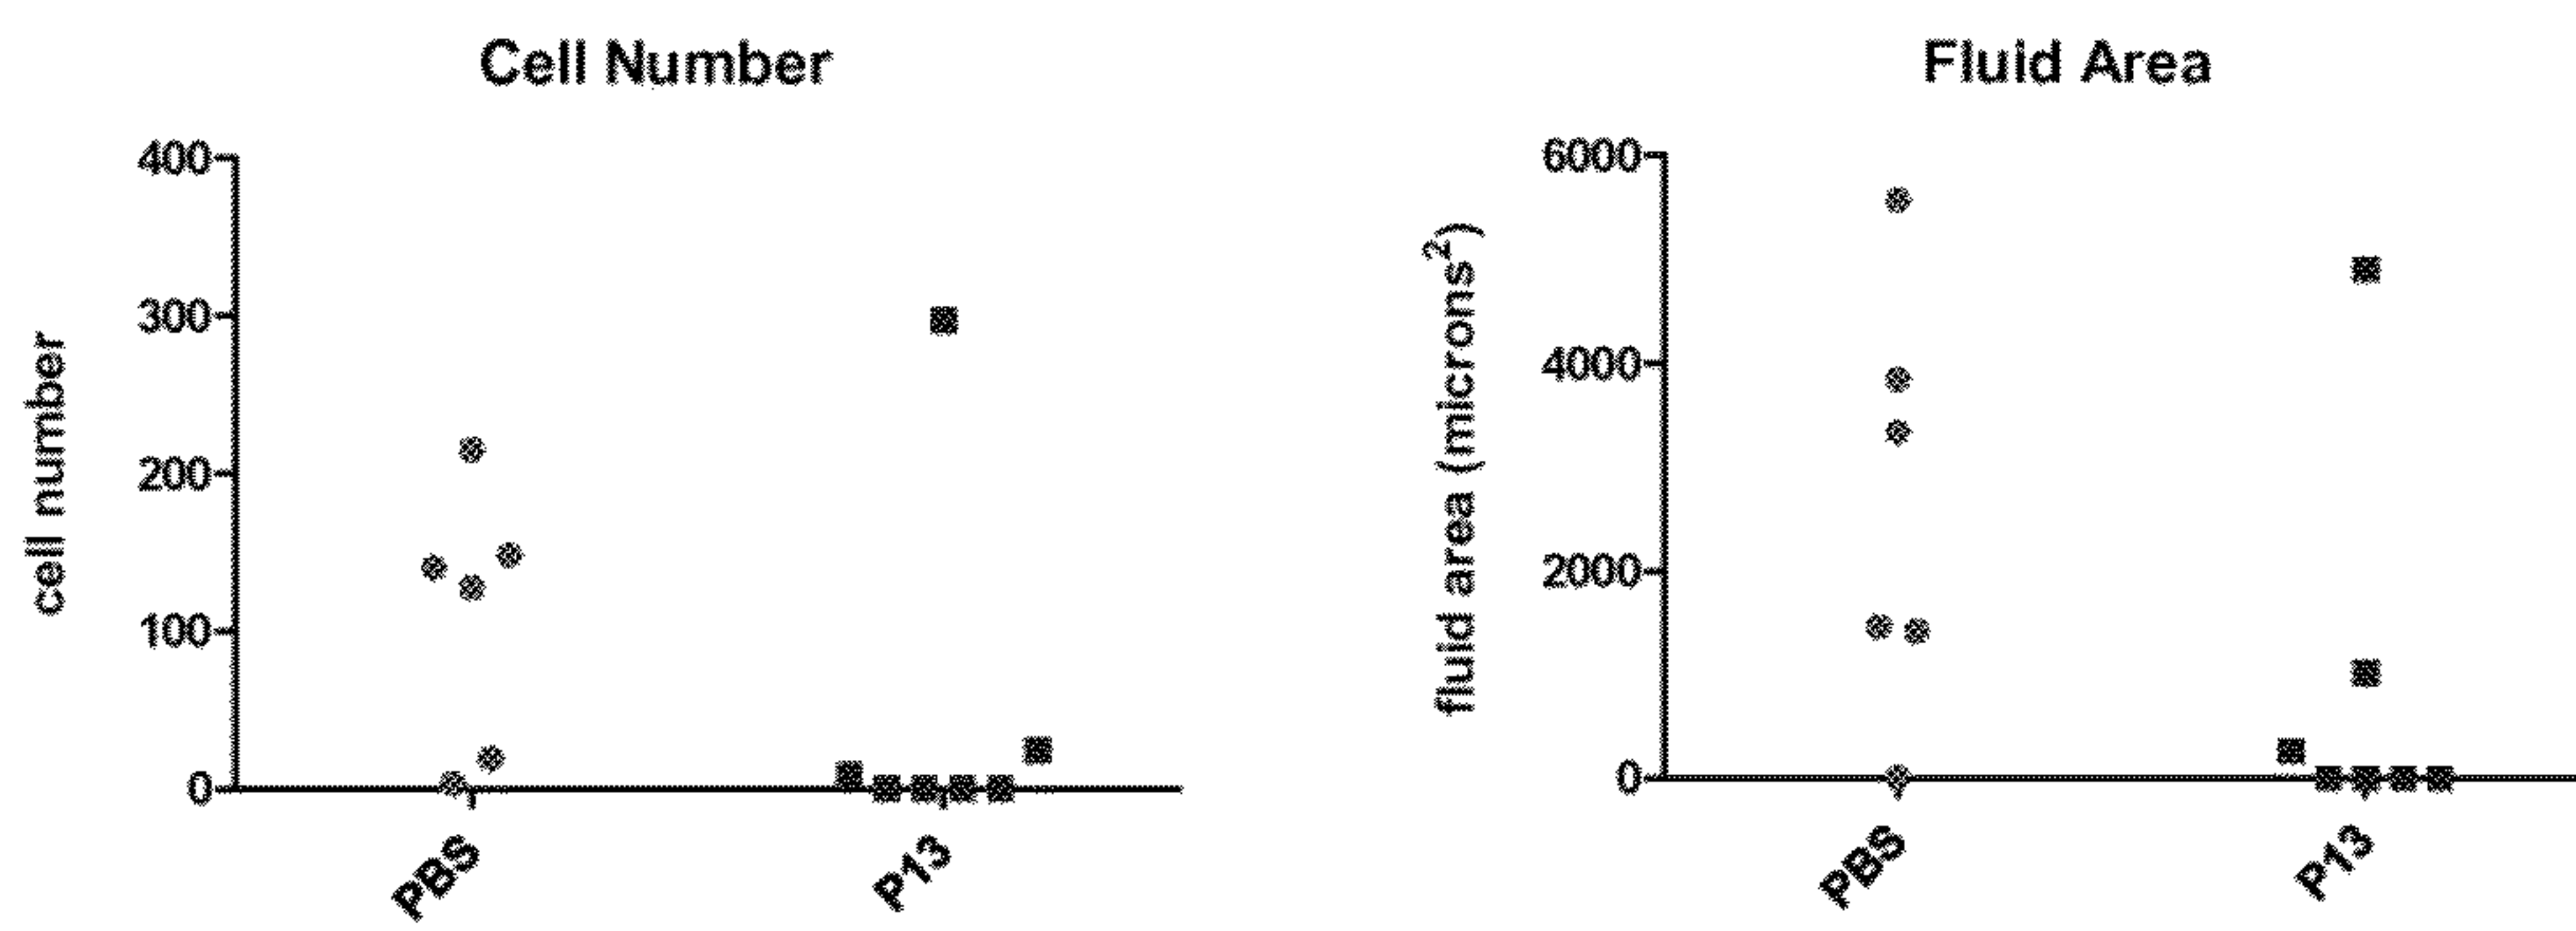 Cell Number
400
300
200
100
0
cell number
PBS
P13
Fluid Area
6000
4000
2000
0
fluid area (microns²)
PBS
P13